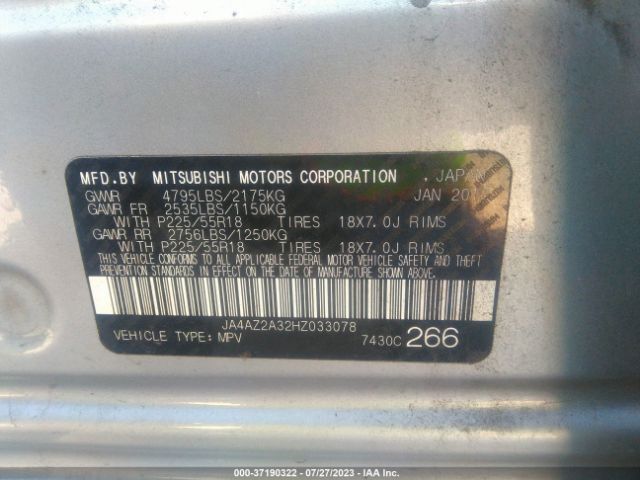 MFD.BY MITSUBISHI MOTORS CORPORATION . JAPAN
GVWR 4795LBS/2175KG JAN 201
GAWR FR 2535LBS/1150KG
WITH P225/55R18 TIRES 18X7.0J RIMS
GAWR RR 2756LBS/1250KG
WITH P225/55R18 TIRES 18X7.0J RIMS
THIS VEHICLE CONFORMS TO ALL APPLICABLE FEDERAL MOTOR VEHICLE SAFETY
STANDARDS IN EFFECT ON THE DATE OF MANUFACTURE SHOWN ABOVE.
JA4AZ2A32HZ033078
VEHICLE TYPE: MPV 7430C 266
000-37190322 | 07/27/2023 - IAA Inc.